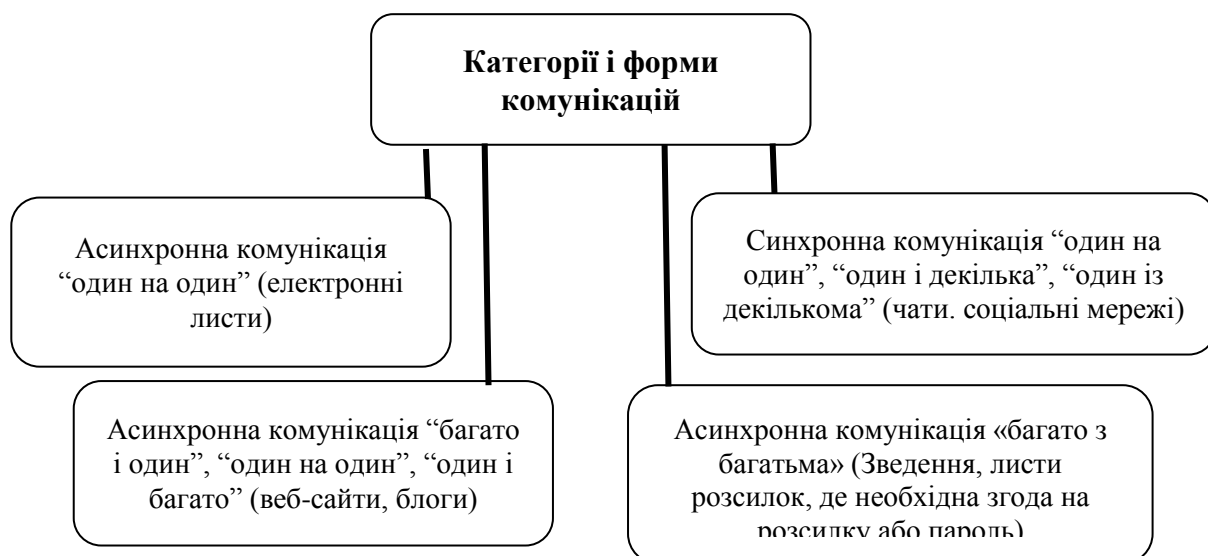 Категорії і форми
комунікацій
Асинхронна комунікація
“один на один” (електронні
листи)
Синхронна комунікація “один на
один”, “один і декілька”, “один із
декількома” (чати. соціальні мережі)
Асинхронна комунікація “багато
і один”, “один на один”, “один і
багато” (веб-сайти, блоги)
Асинхронна комунікація «багато з
багатьма» (Зведення, листи
розсилок, де необхідна згода на
розсилку або пароль)